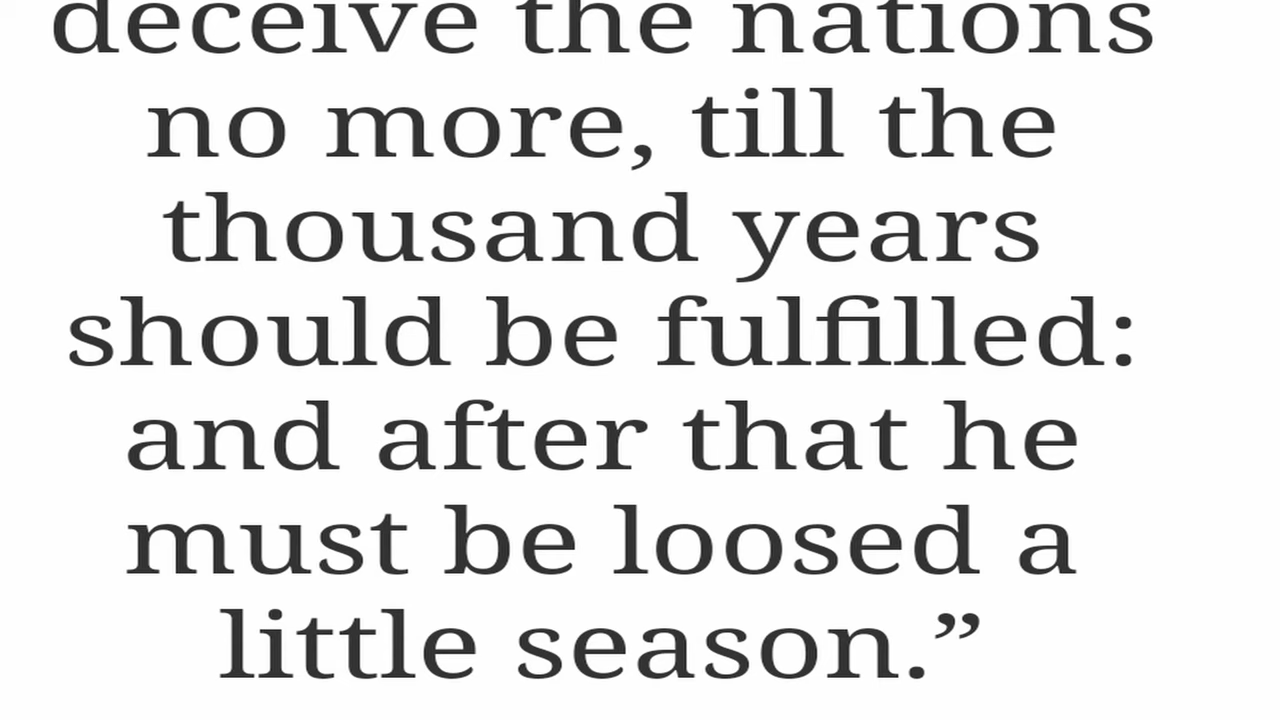 deceive the nations
no more, till the
thousand years
should be fulfilled:
and after that he
must be loosed a
little season.”